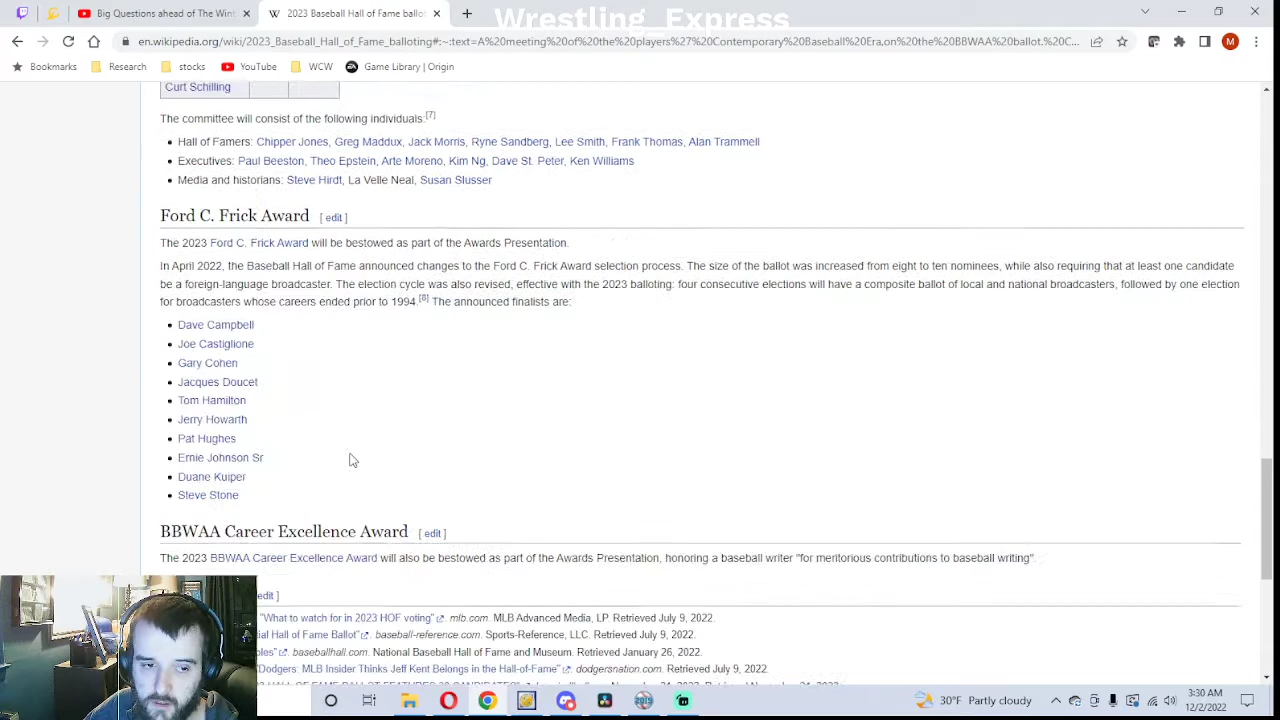 Wrestling_Express
Big Questions ahead of The Wint
2023 Baseball Hall of Fame ballot
en.wikipedia.org/wiki/2023_Baseball_Hall_of_Fame_balloting#:~:text=A%20meeting%20of%20the%20players%27%20Contemporary%20Baseball%20Era,on%20the%20BBWAA%20ballot.%20C...
M
Bookmarks Research stocks YouTube WCW Game Library | Origin
Curt Schilling
The committee will consist of the following individuals:[7]
• Hall of Famers: Chipper Jones, Greg Maddux, Jack Morris, Ryne Sandberg, Lee Smith, Frank Thomas, Alan Trammell
• Executives: Paul Beeston, Theo Epstein, Arte Moreno, Kim Ng, Dave St. Peter, Ken Williams
• Media and historians: Steve Hirdt, La Velle Neal, Susan Slusser
Ford C. Frick Award [ edit ]
The 2023 Ford C. Frick Award will be bestowed as part of the Awards Presentation.
In April 2022, the Baseball Hall of Fame announced changes to the Ford C. Frick Award selection process. The size of the ballot was increased from eight to ten nominees, while also requiring that at least one candidate
be a foreign-language broadcaster. The election cycle was also revised, effective with the 2023 balloting: four consecutive elections will have a composite ballot of local and national broadcasters, followed by one election
for broadcasters whose careers ended prior to 1994.[8] The announced finalists are:
• Dave Campbell
• Joe Castiglione
• Gary Cohen
• Jacques Doucet
• Tom Hamilton
• Jerry Howarth
• Pat Hughes
• Ernie Johnson Sr
• Duane Kuiper
• Steve Stone
BBWAA Career Excellence Award [ edit ]
The 2023 BBWAA Career Excellence Award will also be bestowed as part of the Awards Presentation, honoring a baseball writer "for meritorious contributions to baseball writing".
edit ]
"What to watch for in 2023 HOF voting". mlb.com. MLB Advanced Media, LP. Retrieved July 9, 2022.
ial Hall of Fame Ballot". baseball-reference.com. Sports-Reference, LLC. Retrieved July 9, 2022.
ples". baseballhall.com. National Baseball Hall of Fame and Museum. Retrieved January 26, 2022.
"Dodgers: MLB Insider Thinks Jeff Kent Belongs in the Hall-of-Fame". dodgersnation.com. Retrieved July 9, 2022.
30°F Partly cloudy
3:30 AM
12/2/2022